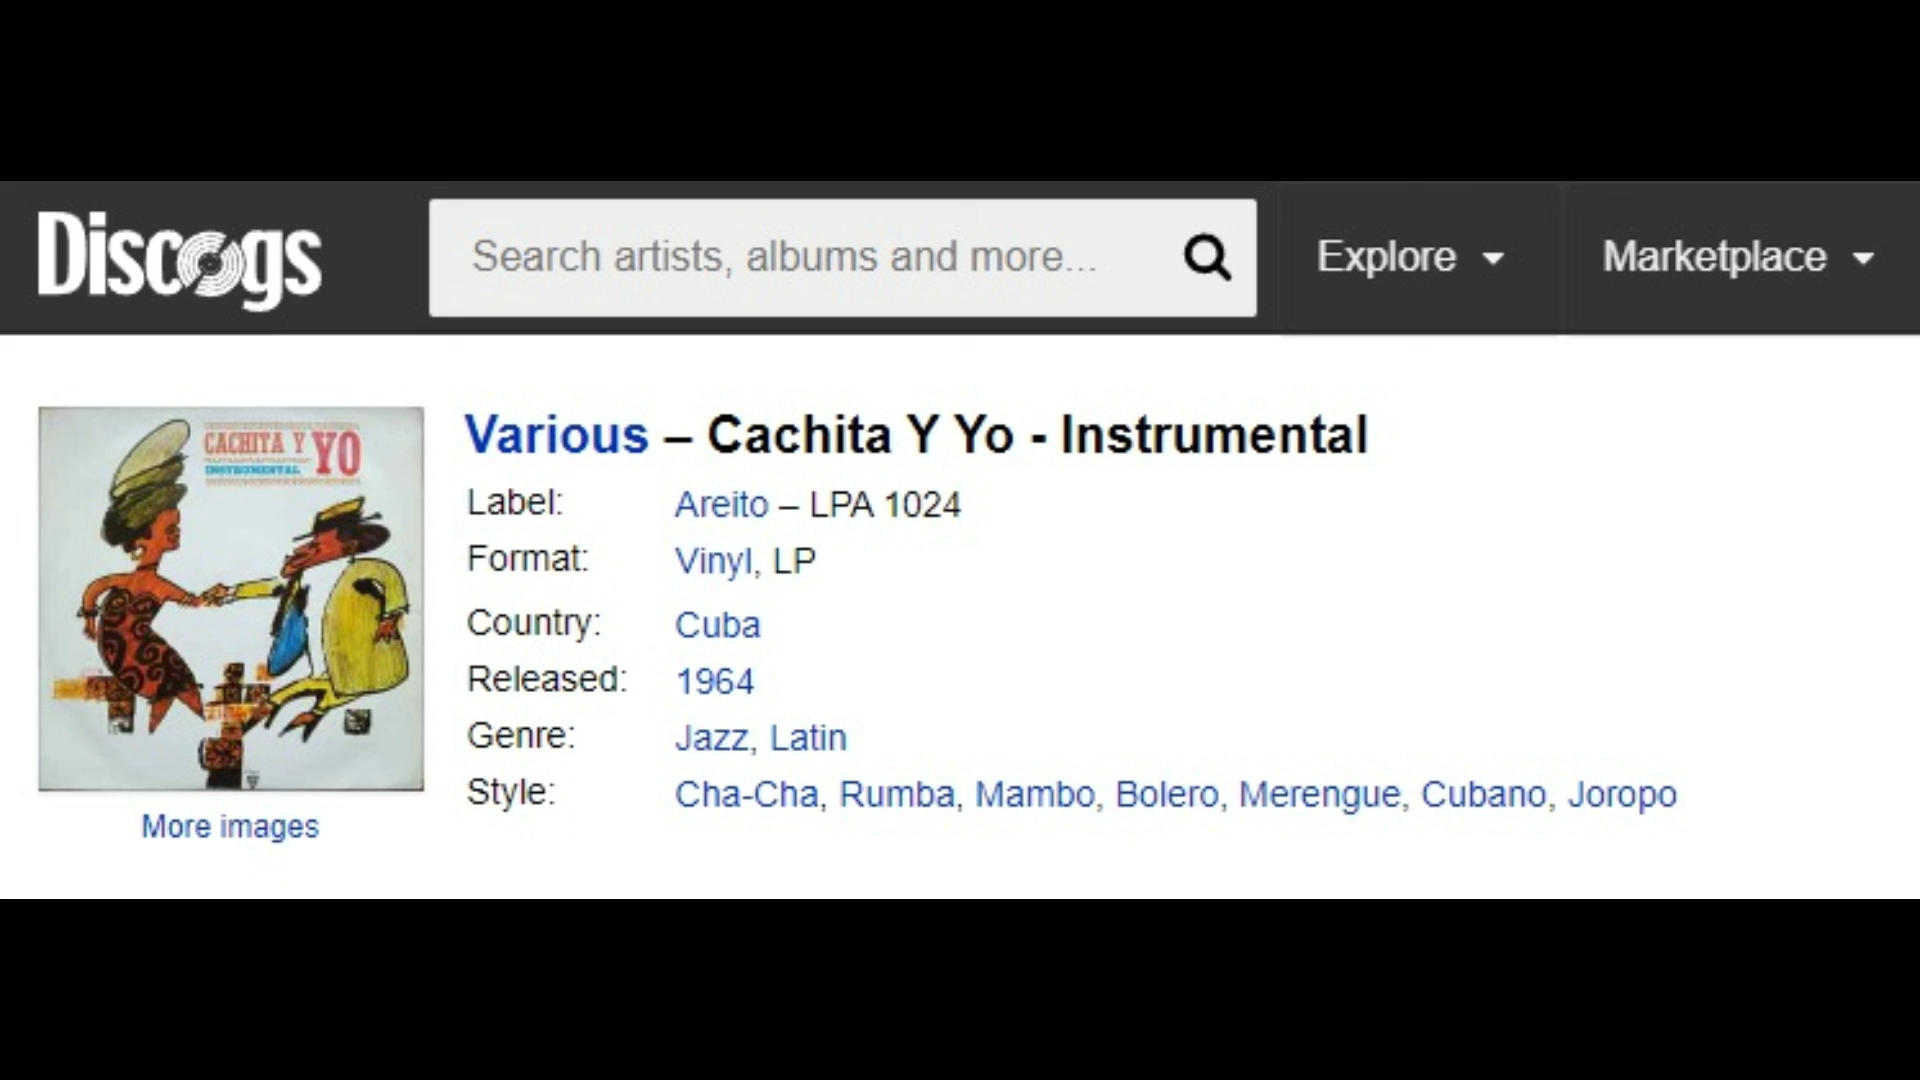 Discogs
Search artists, albums and more...
Explore
Marketplace
CACHITA Y YO
INSTRUMENTAL
Various – Cachita Y Yo - Instrumental
Label: Areito – LPA 1024
Format: Vinyl, LP
Country: Cuba
Released: 1964
Genre: Jazz, Latin
Style: Cha-Cha, Rumba, Mambo, Bolero, Merengue, Cubano, Joropo
More images